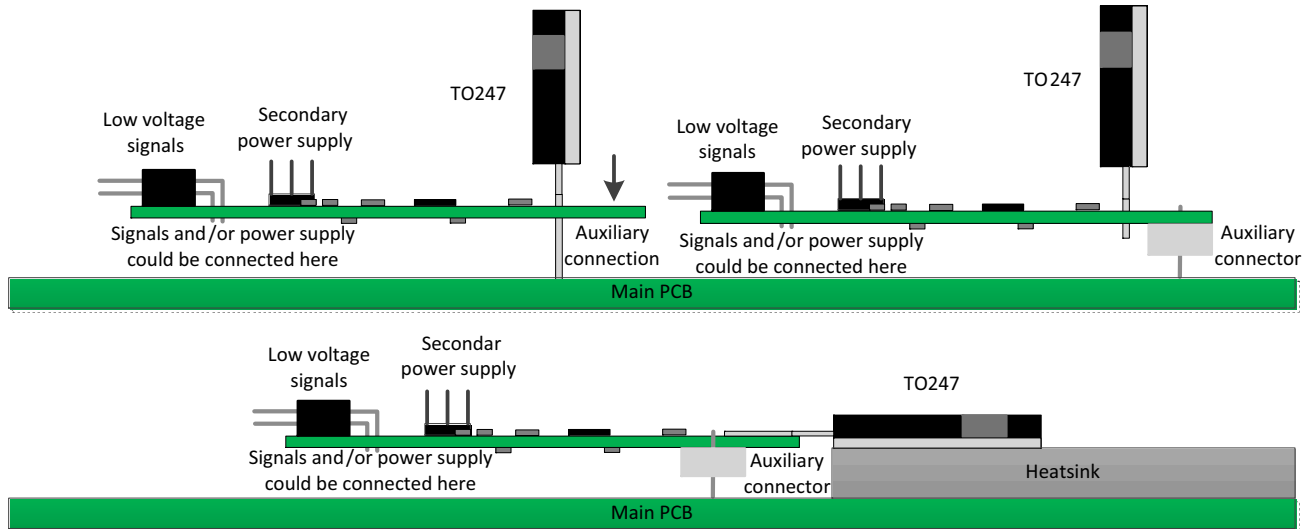 TO247
Low voltage
signals
Secondary
power supply
Signals and/or power supply
could be connected here
Auxiliary
connection
TO247
Low voltage
signals
Secondary
power supply
Signals and/or power supply
could be connected here
Auxiliary
connector
Main PCB
Low voltage
signals
Secondar
power supply
TO247
Signals and/or power supply
could be connected here
Auxiliary
connector
Heatsink
Main PCB